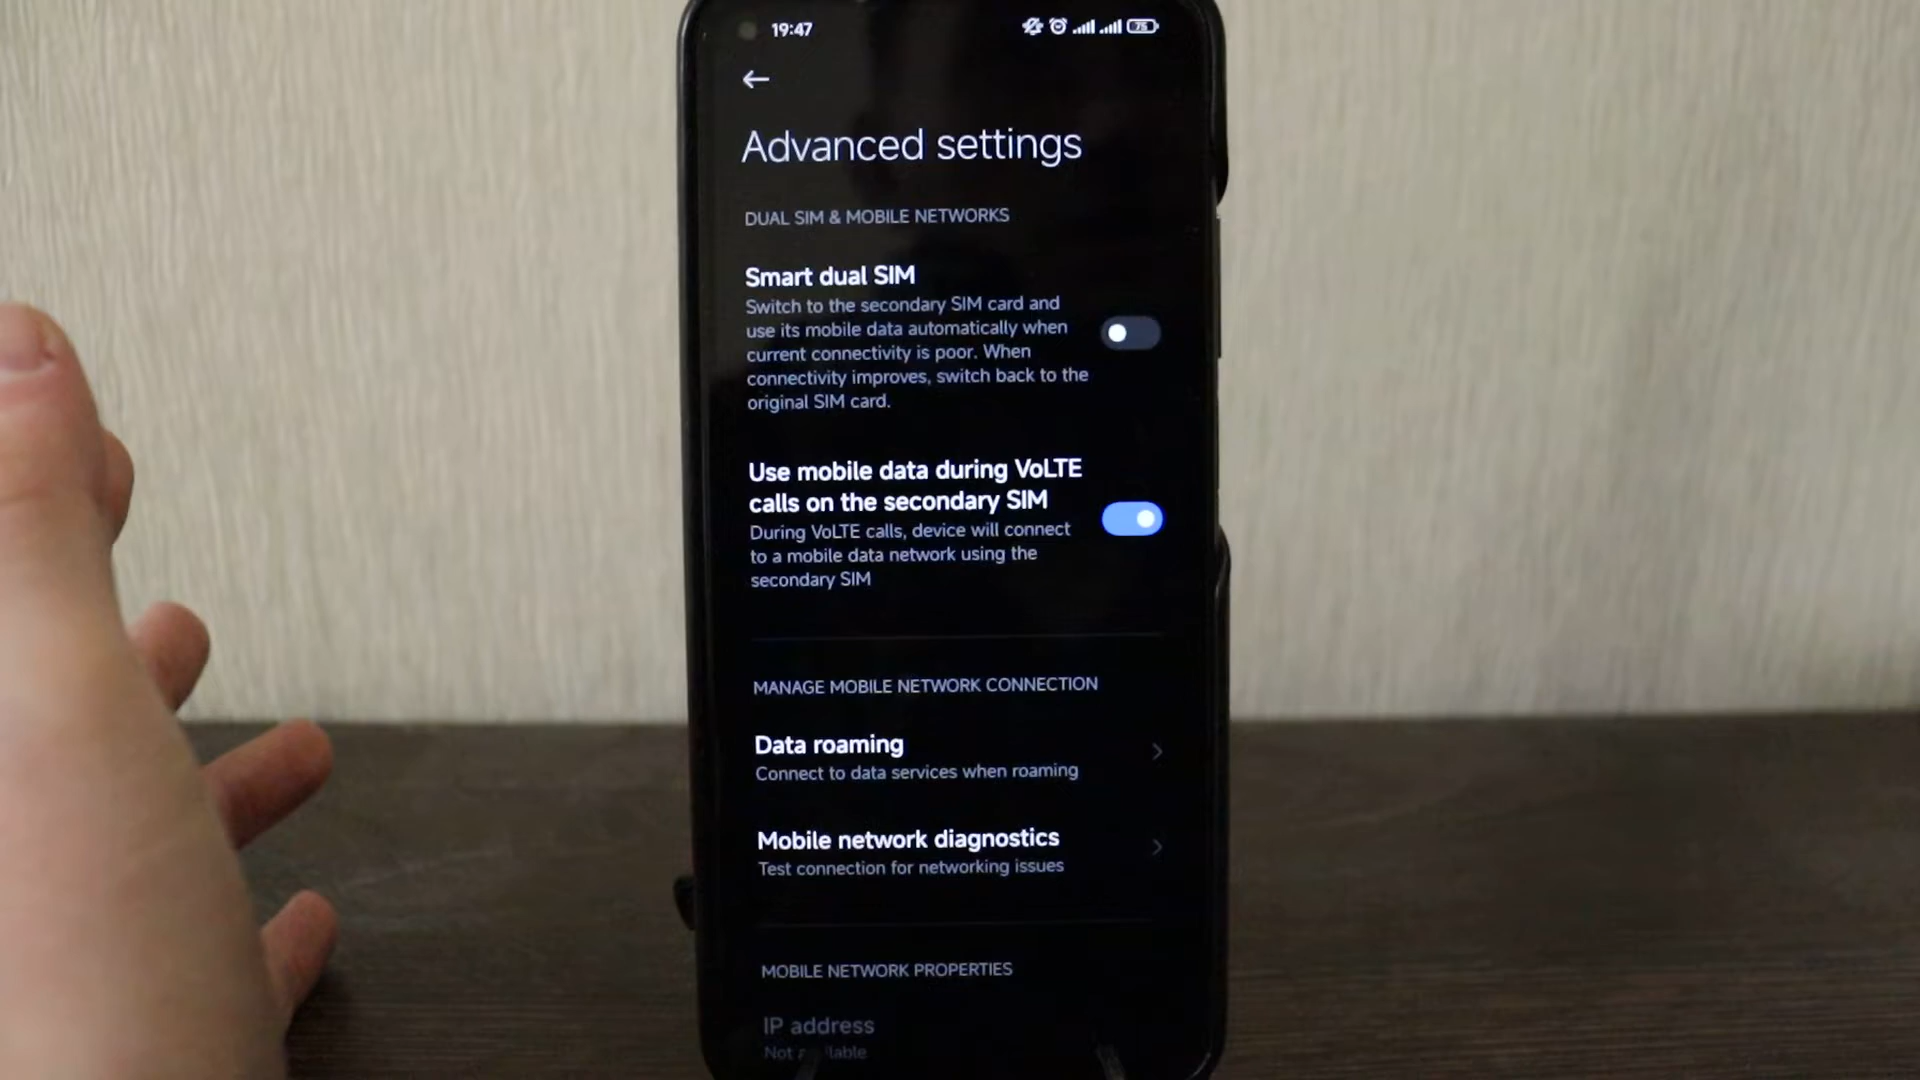 19:47
75
Advanced settings
DUAL SIM & MOBILE NETWORKS
Smart dual SIM
Switch to the secondary SIM card and
use its mobile data automatically when
current connectivity is poor. When
connectivity improves, switch back to the
original SIM card.
Use mobile data during VoLTE
calls on the secondary SIM
During VoLTE calls, device will connect
to a mobile data network using the
secondary SIM
MANAGE MOBILE NETWORK CONNECTION
Data roaming
Connect to data services when roaming
Mobile network diagnostics
Test connection for networking issues
MOBILE NETWORK PROPERTIES
IP address
Not